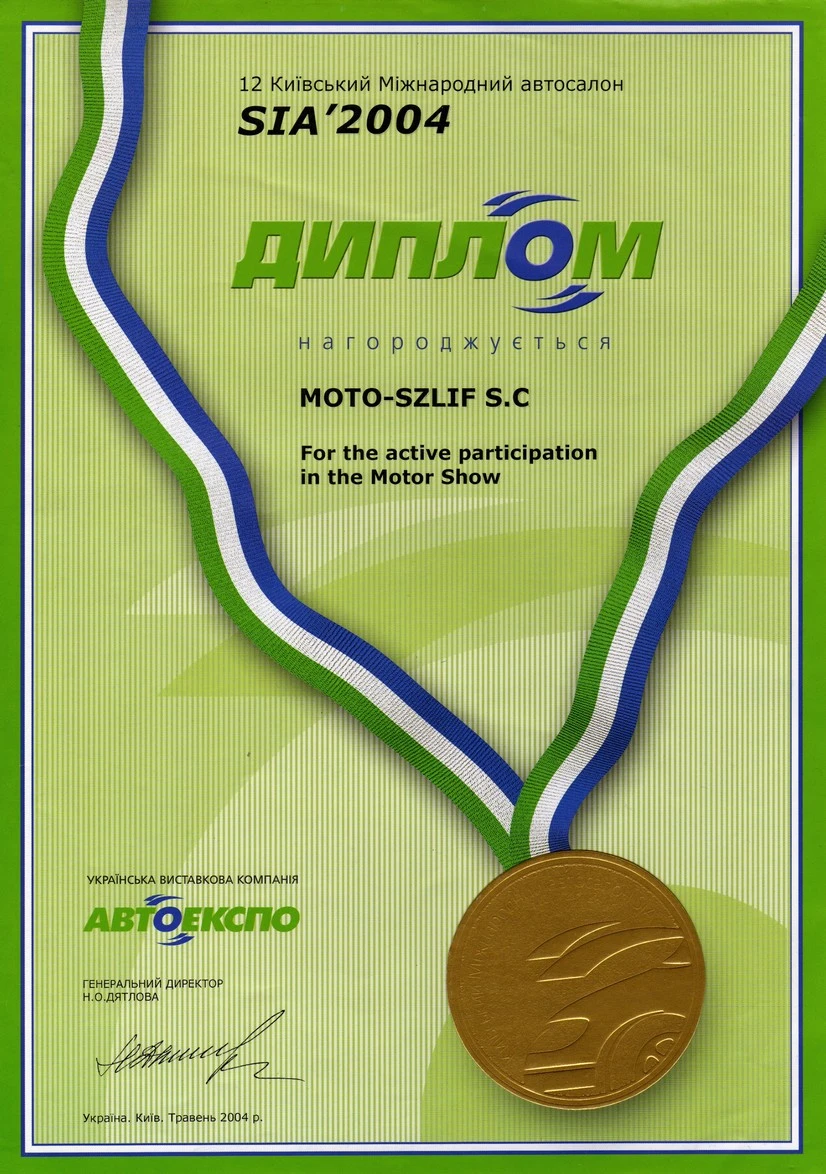 12 Київський Міжнародний автосалон
SIA’2004
ДИПЛОМ
нагороджується
MOTO-SZLIF S.C
For the active participation
in the Motor Show
УКРАЇНСЬКА ВИСТАВКОВА КОМПАНІЯ
АВТОЕКСПО
ГЕНЕРАЛЬНИЙ ДИРЕКТОР
Н.О.ДЯТЛОВА
Україна. Київ. Травень 2004 р.